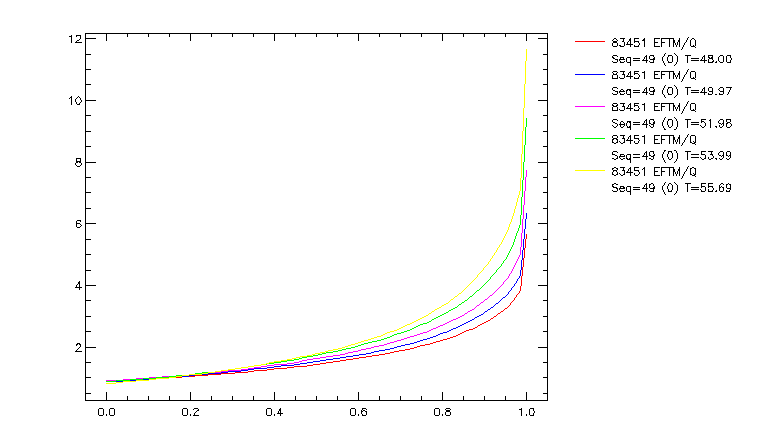 12
10
8
6
4
2
0.0 0.2 0.4 0.6 0.8 1.0
83451 EFTM/Q
Seq=49 (0) T=48.00
83451 EFTM/Q
Seq=49 (0) T=49.97
83451 EFTM/Q
Seq=49 (0) T=51.98
83451 EFTM/Q
Seq=49 (0) T=53.99
83451 EFTM/Q
Seq=49 (0) T=55.69